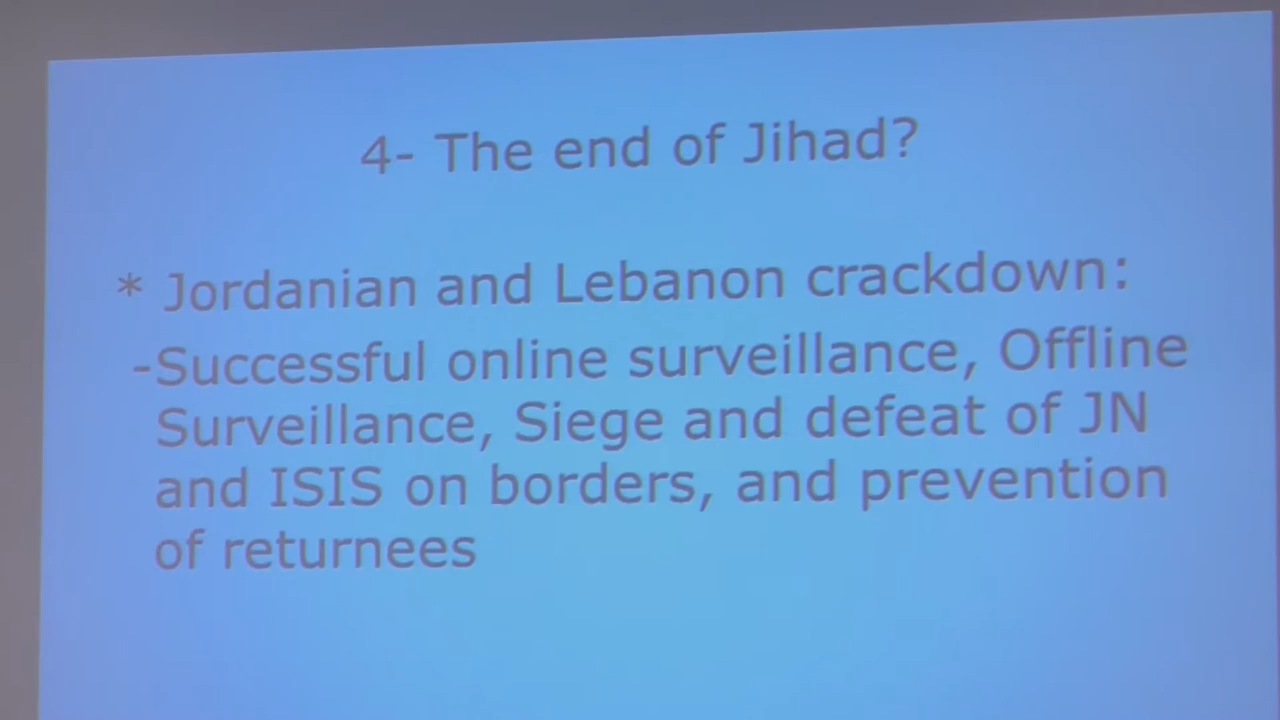 4- The end of Jihad?
* Jordanian and Lebanon crackdown:
-Successful online surveillance, Offline
Surveillance, Siege and defeat of JN
and ISIS on borders, and prevention
of returnees